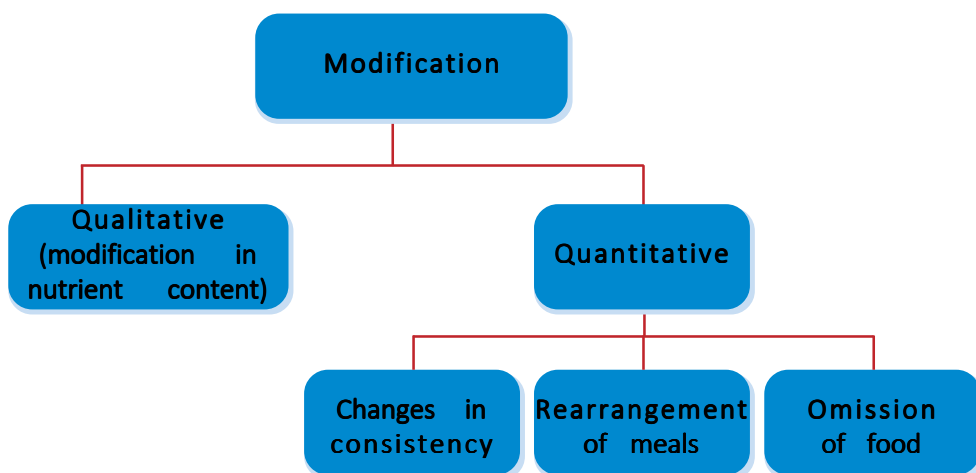 Modification
Qualitative
(modification in
nutrient content)
Quantitative
Changes in
consistency
Rearrangement
of meals
Omission
of food